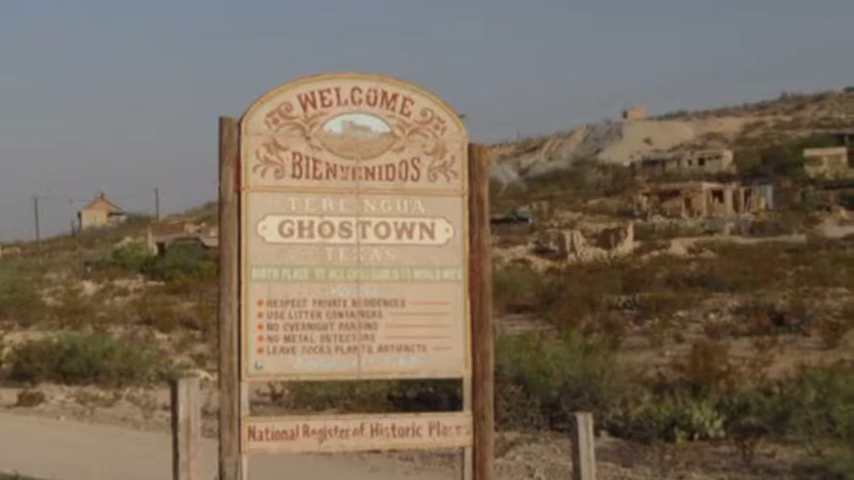 WELCOME
BIENVENIDOS
TERLINGUA
GHOSTOWN
TEXAS
RESPECT PRIVATE RESIDENCES
USE LITTER CONTAINERS
NO OVERNIGHT PARKING
NO METAL DETECTORS
LEAVE ROCKS PLANTS ARTIFACTS
National Register of Historic Places